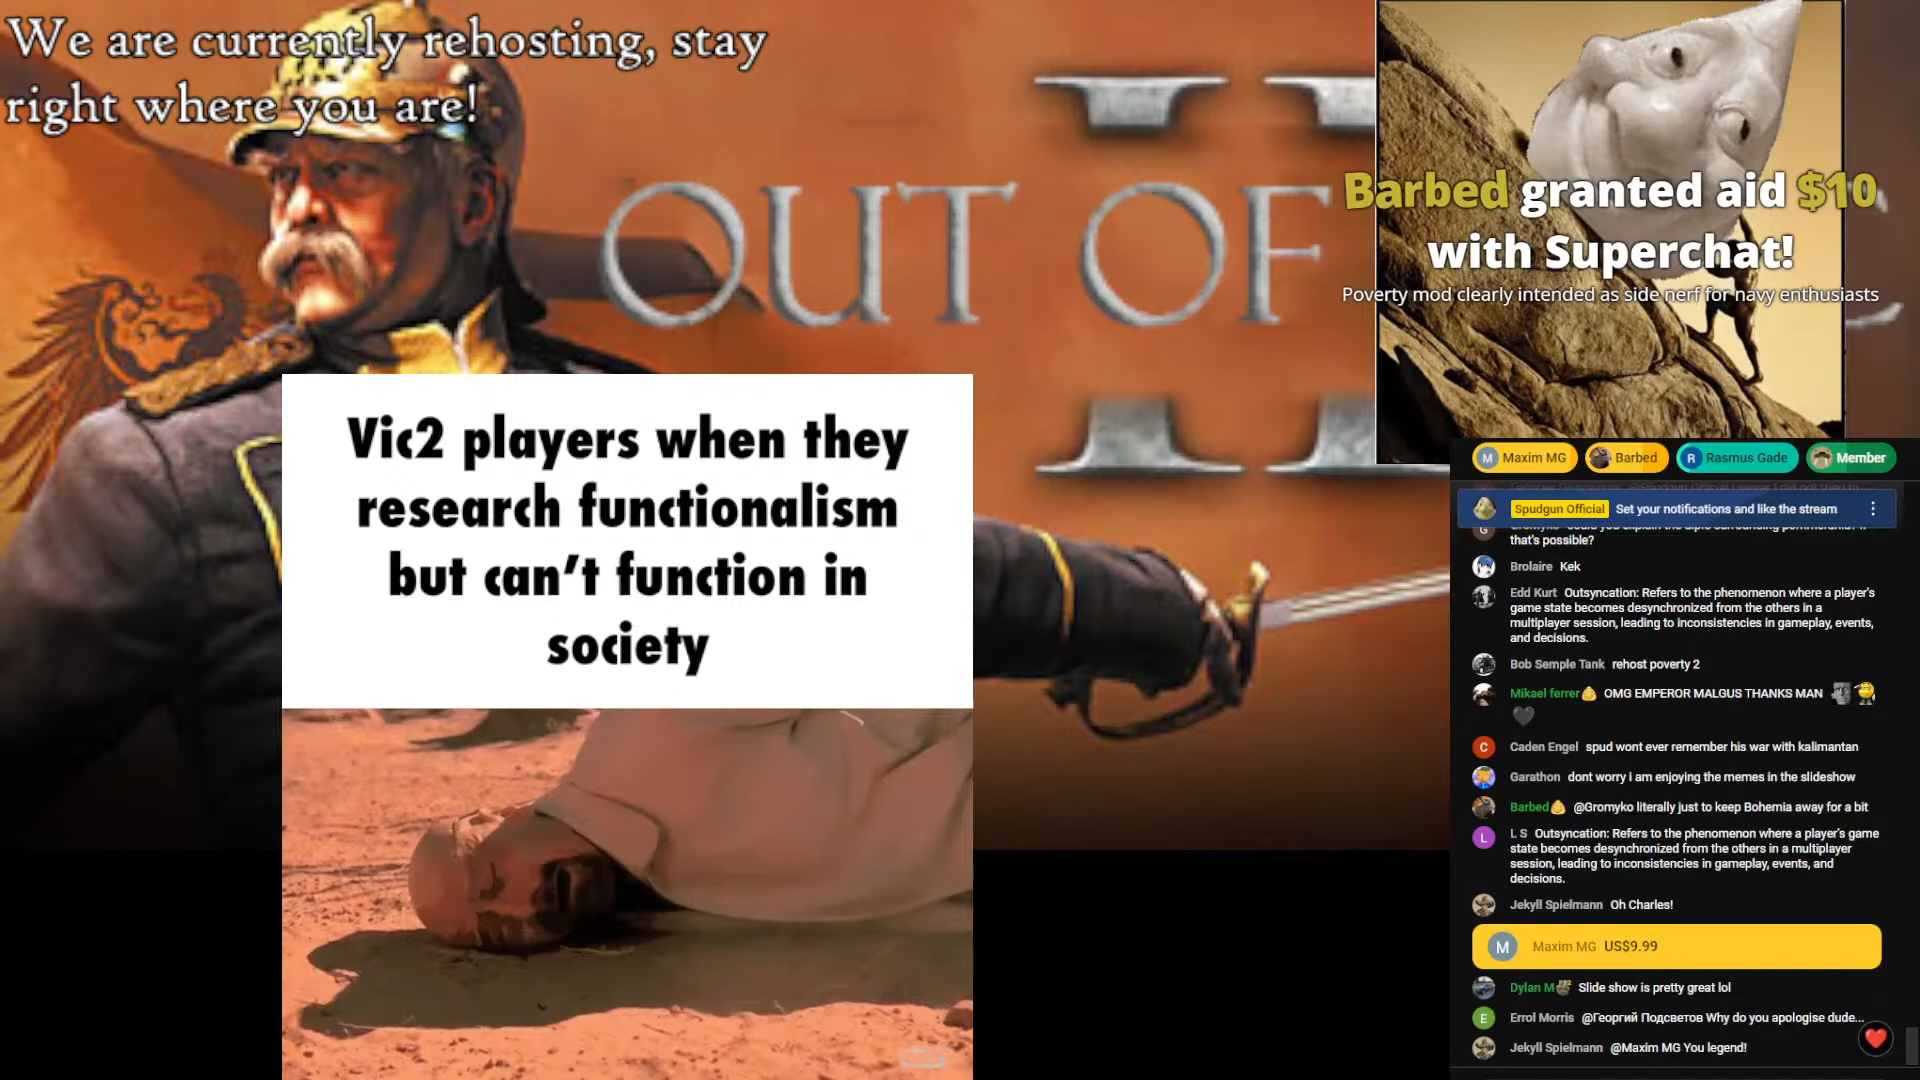 We are currently rehosting, stay
right where you are!
OUT OF
II
Barbed granted aid $10
with Superchat!
Poverty mod clearly intended as side nerf for navy enthusiasts
Vic2 players when they
research functionalism
but can't function in
society
M Maxim MG Barbed R Rasmus Gade Member
Spudgun Official Set your notifications and like the stream
that's possible?
Brolaire Kek
Edd Kurt Outsyncation: Refers to the phenomenon where a player's
game state becomes desynchronized from the others in a
multiplayer session, leading to inconsistencies in gameplay, events,
and decisions.
Bob Semple Tank rehost poverty 2
Mikael ferrer OMG EMPEROR MALGUS THANKS MAN
C Caden Engel spud wont ever remember his war with kalimantan
Garathon dont worry i am enjoying the memes in the slideshow
Barbed @Gromyko literally just to keep Bohemia away for a bit
L L S Outsyncation: Refers to the phenomenon where a player's game
state becomes desynchronized from the others in a multiplayer
session, leading to inconsistencies in gameplay, events, and
decisions.
Jekyll Spielmann Oh Charles!
M Maxim MG US$9.99
Dylan M Slide show is pretty great lol
E Errol Morris @Георгий Подсветов Why do you apologise dude...
Jekyll Spielmann @Maxim MG You legend!